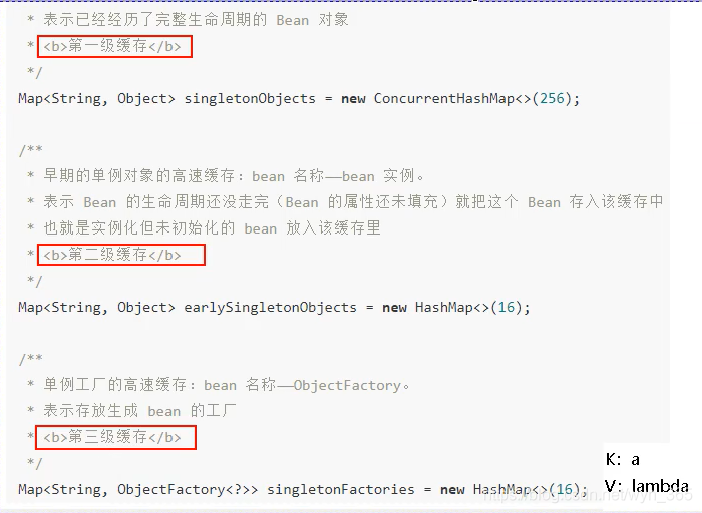 * 表示已经经历了完整生命周期的 Bean 对象
* <b>第一级缓存</b>
*/
Map<String, Object> singletonObjects = new ConcurrentHashMap<>(256);
/**
* 早期的单例对象的高速缓存：bean 名称——bean 实例。
* 表示 Bean 的生命周期还没走完（Bean 的属性还未填充）就把这个 Bean 存入该缓存中
* 也就是实例化但未初始化的 bean 放入该缓存里
* <b>第二级缓存</b>
*/
Map<String, Object> earlySingletonObjects = new HashMap<>(16);
/**
* 单例工厂的高速缓存：bean 名称——ObjectFactory。
* 表示存放生成 bean 的工厂
* <b>第三级缓存</b>
*/
Map<String, ObjectFactory<?>> singletonFactories = new HashMap<>(16);
K: a
V: lambda